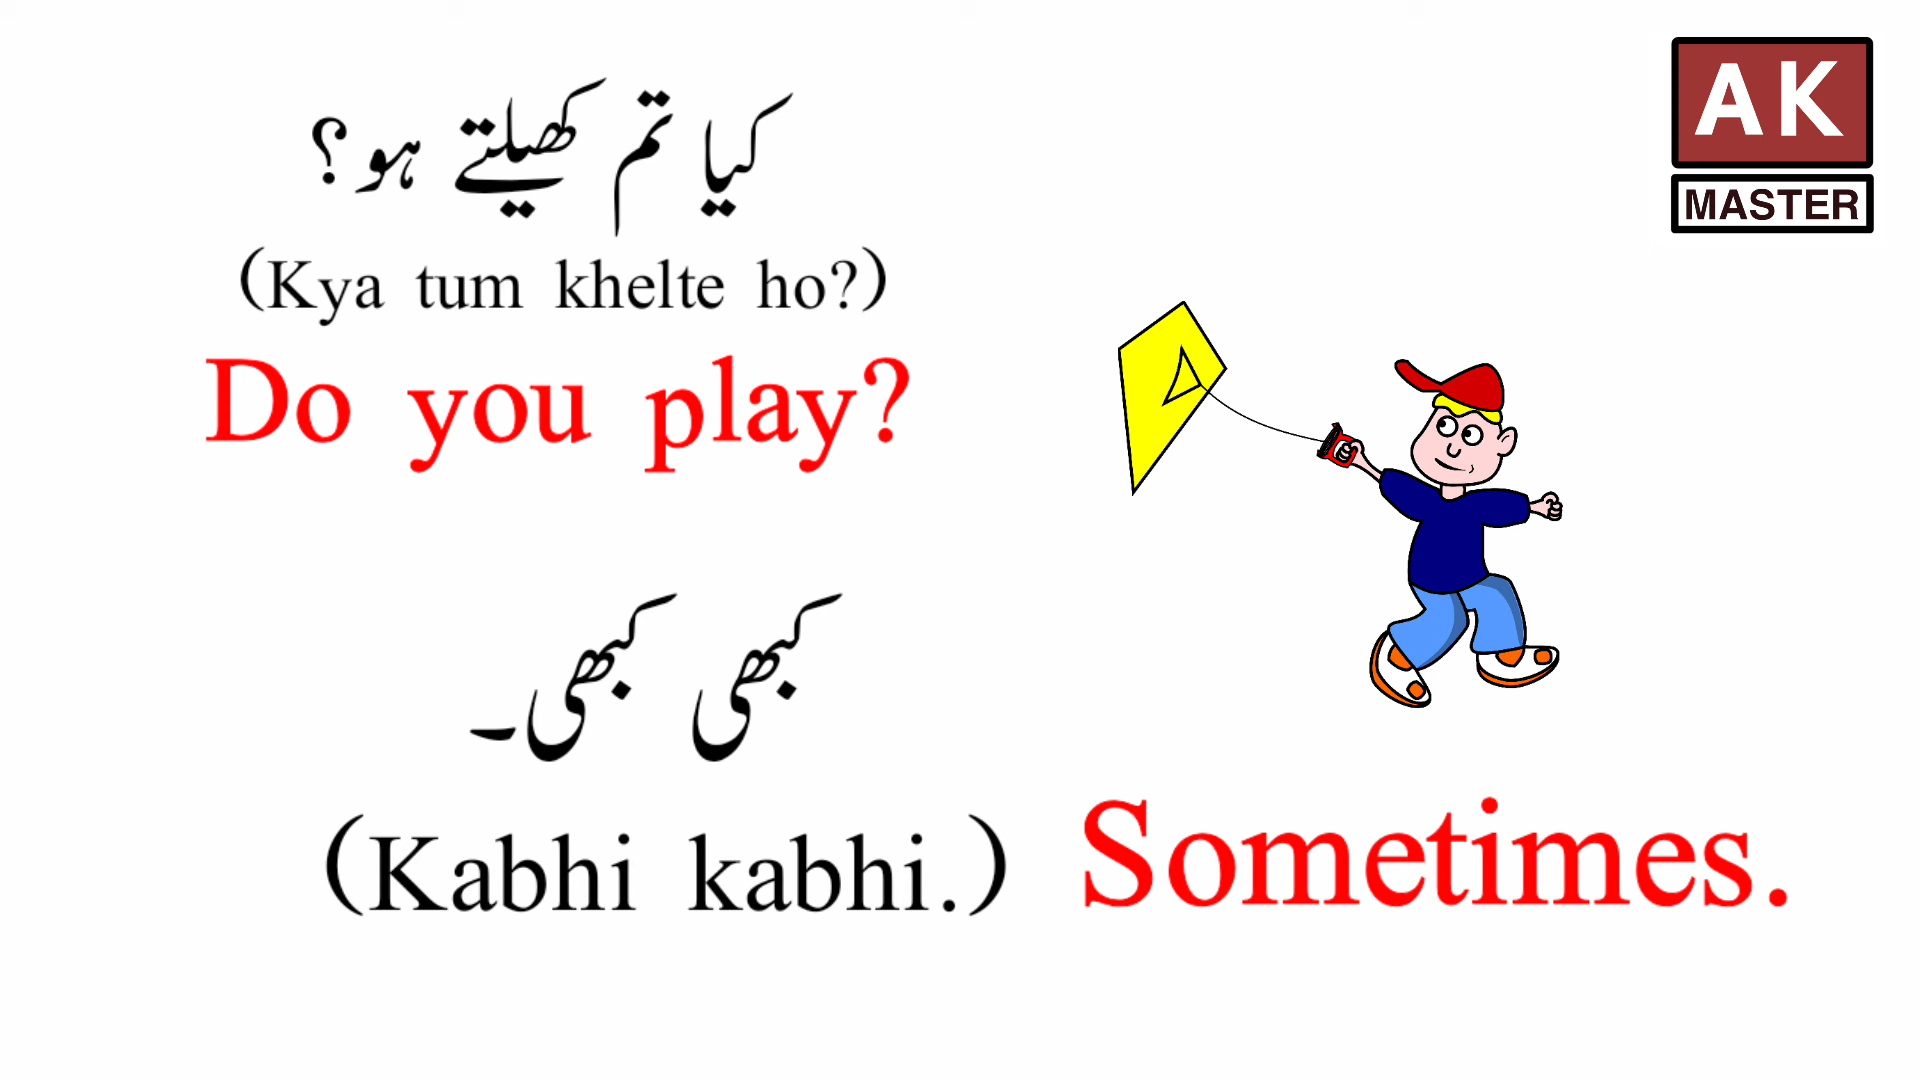 کیا تم کھیلتے ہو؟
(Kya tum khelte ho?)
Do you play?
کبھی کبھی۔
(Kabhi kabhi.) Sometimes.
AK
MASTER